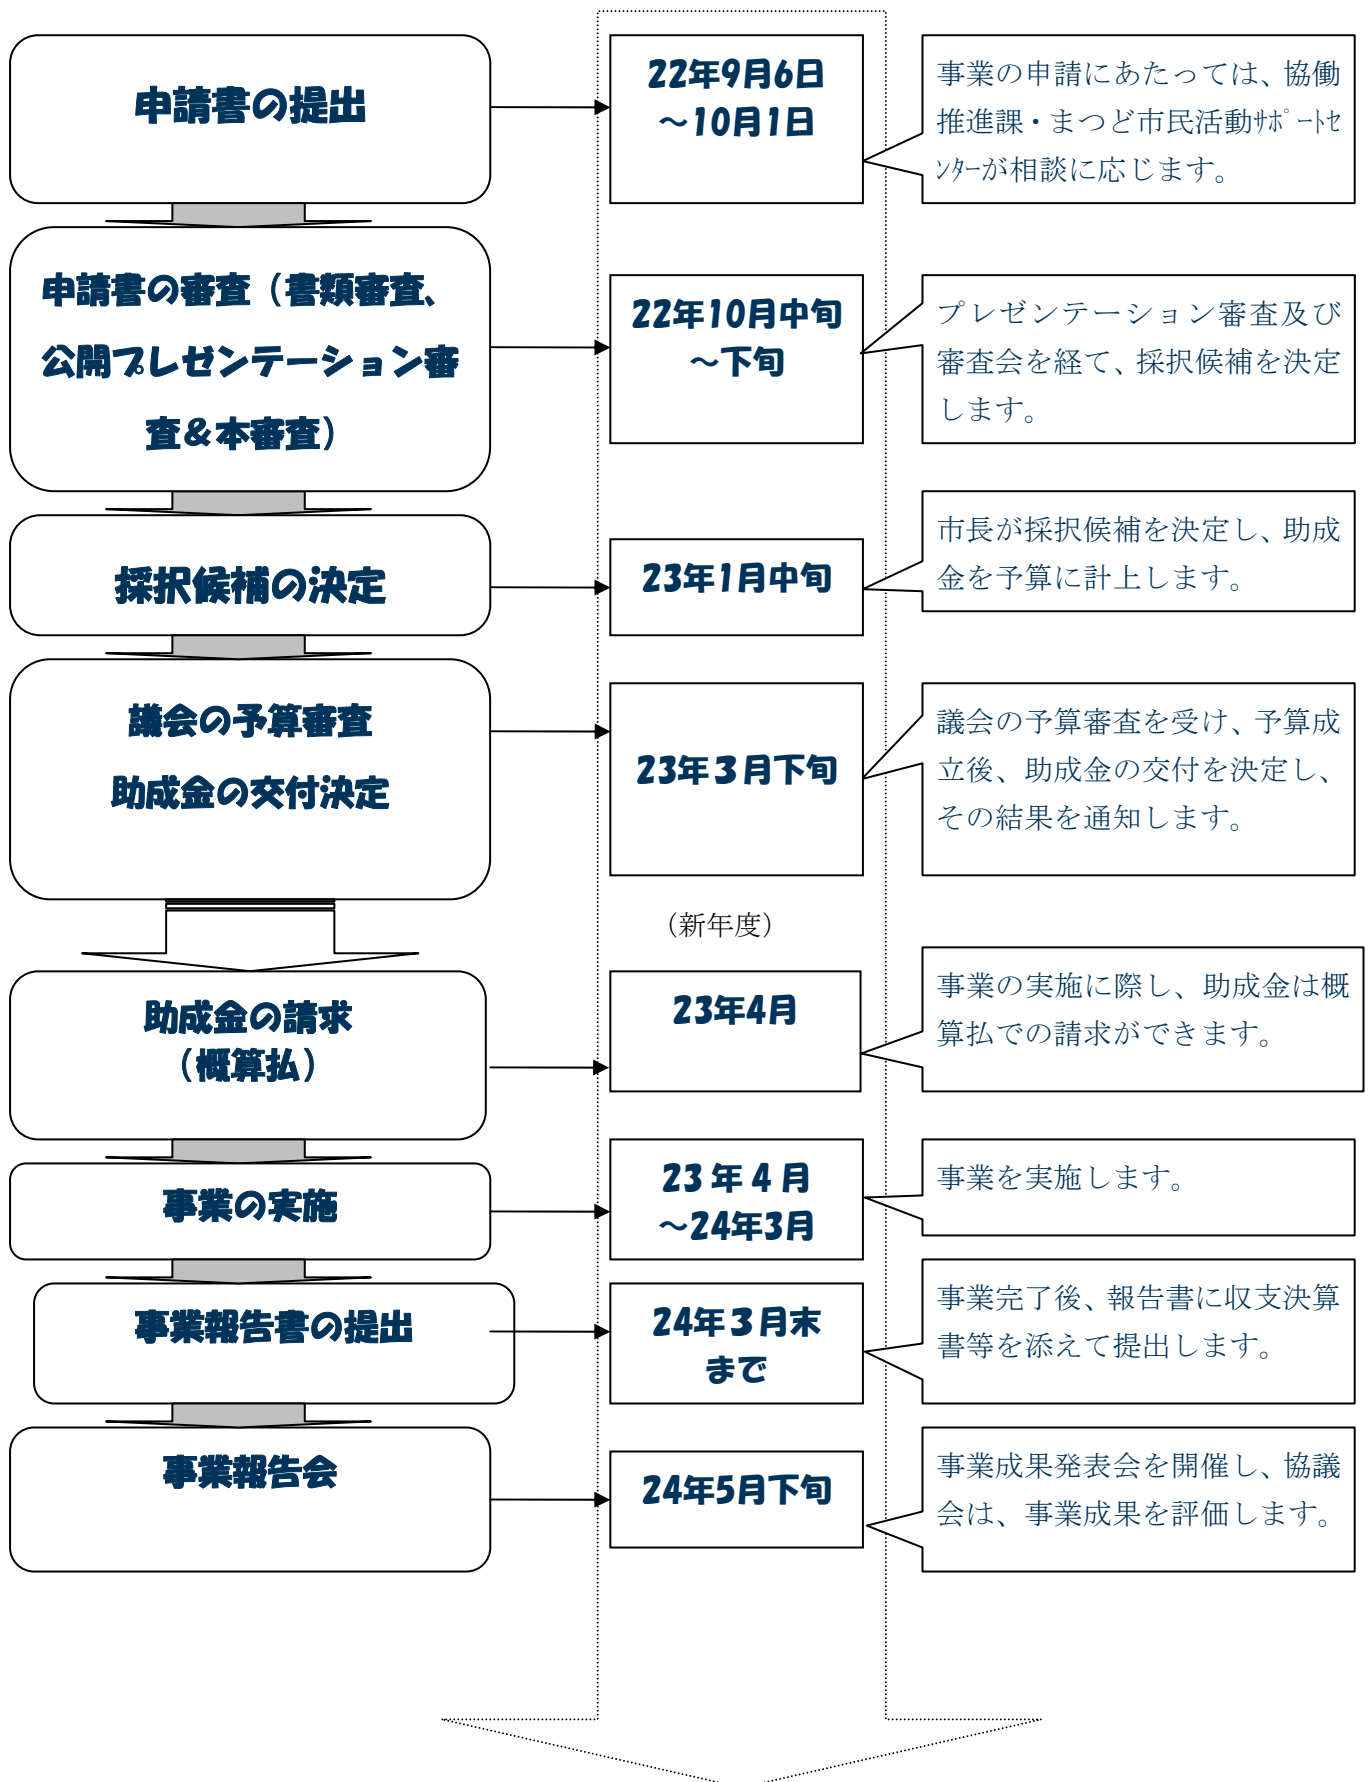 申請書の提出
22年9月6日
～10月1日
事業の申請にあたっては、協働
推進課・まつど市民活動ｻﾎﾟｰﾄｾ
ﾝﾀｰが相談に応じます。
申請書の審査（書類審査、
公開プレゼンテーション審
査＆本審査）
22年10月中旬
～下旬
プレゼンテーション審査及び
審査会を経て、採択候補を決定
します。
採択候補の決定
23年1月中旬
市長が採択候補を決定し、助成
金を予算に計上します。
議会の予算審査
助成金の交付決定
23年３月下旬
議会の予算審査を受け、予算成
立後、助成金の交付を決定し、
その結果を通知します。
（新年度）
助成金の請求
（概算払）
23年4月
事業の実施に際し、助成金は概
算払での請求ができます。
事業の実施
23年4月
～24年3月
事業を実施します。
事業報告書の提出
24年３月末
まで
事業完了後、報告書に収支決算
書等を添えて提出します。
事業報告会
24年5月下旬
事業成果発表会を開催し、協議
会は、事業成果を評価します。